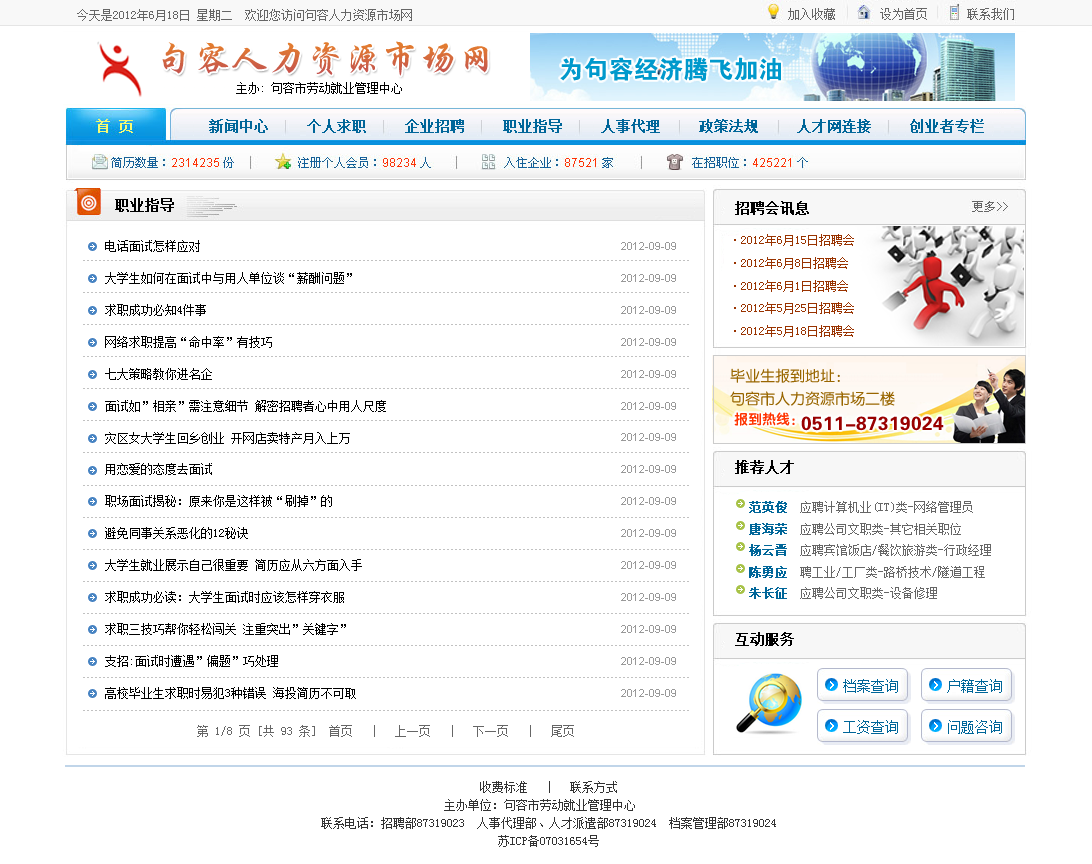 今天是2012年6月18日 星期二 欢迎您访问句容人力资源市场网
加入收藏 设为首页 联系我们
句容人力资源市场网
主办：句容市劳动就业管理中心
为句容经济腾飞加油
首 页 新闻中心 个人求职 企业招聘 职业指导 人事代理 政策法规 人才网连接 创业者专栏
简历数量：2314235 份 | 注册个人会员：98234 人 | 入住企业：87521 家 | 在招职位：425221 个
职业指导
电话面试怎样应对 2012-09-09
大学生如何在面试中与用人单位谈“薪酬问题” 2012-09-09
求职成功必知4件事 2012-09-09
网络求职提高“命中率”有技巧 2012-09-09
七大策略教你进名企 2012-09-09
面试如”相亲”需注意细节 解密招聘者心中用人尺度 2012-09-09
灾区女大学生回乡创业 开网店卖特产月入上万 2012-09-09
用恋爱的态度去面试 2012-09-09
职场面试揭秘：原来你是这样被“刷掉”的 2012-09-09
避免同事关系恶化的12秘诀 2012-09-09
大学生就业展示自己很重要 简历应从六方面入手 2012-09-09
求职成功必读：大学生面试时应该怎样穿衣服 2012-09-09
求职三技巧帮你轻松闯关 注重突出”关键字” 2012-09-09
支招:面试时遭遇”偏题”巧处理 2012-09-09
高校毕业生求职时易犯3种错误 海投简历不可取 2012-09-09
第 1/8 页 [共 93 条] 首页 | 上一页 | 下一页 | 尾页
招聘会讯息 更多>>
·2012年6月15日招聘会
·2012年6月8日招聘会
·2012年6月1日招聘会
·2012年5月25日招聘会
·2012年5月18日招聘会
毕业生报到地址：
句容市人力资源市场二楼
报到热线：0511-87319024
推荐人才
范英俊 应聘计算机业(IT)类-网络管理员
唐海荣 应聘公司文职类-其它相关职位
杨云晋 应聘宾馆饭店/餐饮旅游类-行政经理
陈勇应 聘工业/工厂类-路桥技术/隧道工程
朱长征 应聘公司文职类-设备修理
互动服务
档案查询 户籍查询
工资查询 问题咨询
收费标准 | 联系方式
主办单位：句容市劳动就业管理中心
联系电话：招聘部87319023 人事代理部、人才派遣部87319024 档案管理部87319024
苏ICP备07031654号